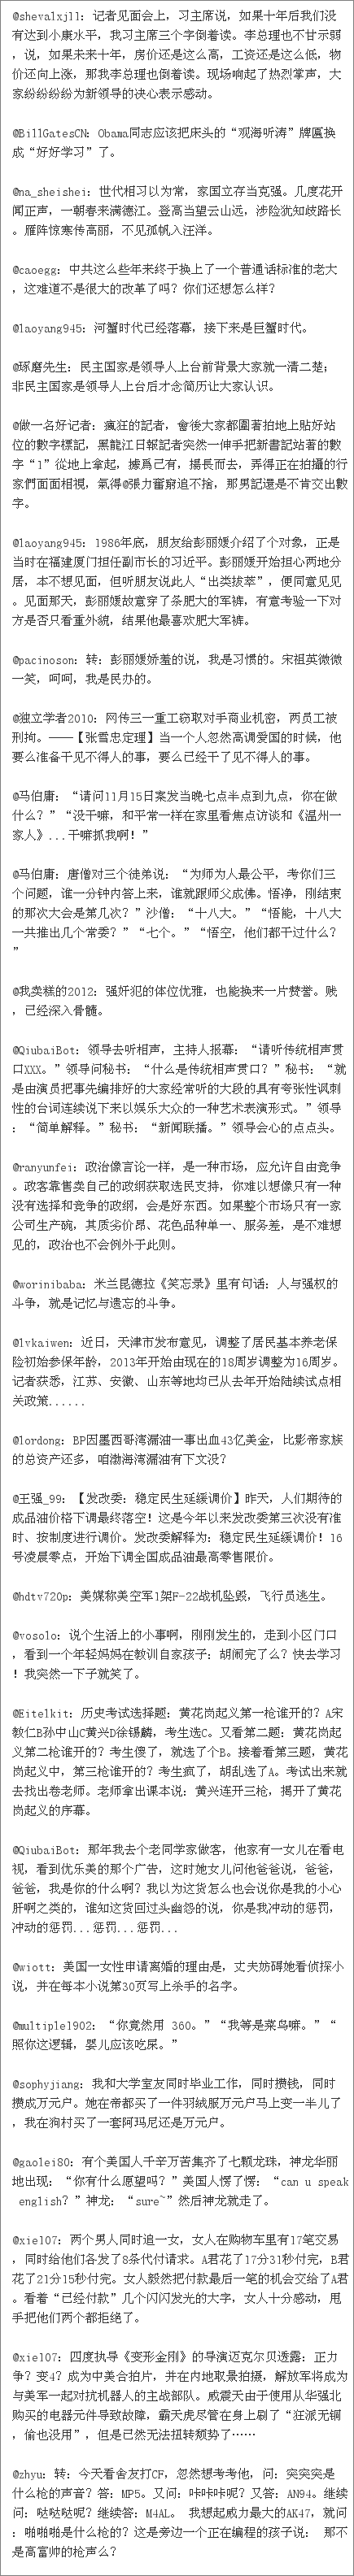 @shevalxjll：记者见面会上，习主席说，如果十年后我们没
有达到小康水平，我习主席三个字倒着读。李总理也不甘示弱
，说，如果未来十年，房价还是这么高，工资还是这么低，物
价还向上涨，那我李总理也倒着读。现场响起了热烈掌声，大
家纷纷纷纷为新领导的决心表示感动。
@BillGatesCN：Obama同志应该把床头的“观海听涛”牌匾换
成“好好学习”了。
@na_sheishei：世代相习以为常，家国立存当克强。几度花开
闻正声，一朝春来满德江。登高当望云山远，涉险犹知歧路长
。雁阵惊寒传高丽，不见孤帆入汪洋。
@caoegg：中共这么些年来终于换上了一个普通话标准的老大
，这难道不是很大的改革了吗？你们还想怎么样？
@laoyang945：河蟹时代已经落幕，接下来是巨蟹时代。
@琢磨先生：民主国家是领导人上台前背景大家就一清二楚；
非民主国家是领导人上台后才念简历让大家认识。
@做一名好记者：瘋狂的記者，會後大家都圍著拍地上貼好站
位的數字標記，黑龍江日報記者突然一伸手把新書記站著的數
字“1”從地上拿起，據爲己有，揚長而去，弄得正在拍攝的行
家們面面相視，氣得@張力奮窮追不捨，那男記還是不肯交出數
字。
@laoyang945：1986年底，朋友给彭丽媛介绍了个对象，正是
当时在福建厦门担任副市长的习近平。彭丽媛开始担心两地分
居，本不想见面，但听朋友说此人“出类拔萃”，便同意见见
。见面那天，彭丽媛故意穿了条肥大的军裤，有意考验一下对
方是否只看重外貌，结果他最喜欢肥大军裤。
@pacinoson：转：彭丽媛娇羞的说，我是习惯的。宋祖英微微
一笑，呵呵，我是民办的。
@独立学者2010：网传三一重工窃取对手商业机密，两员工被
刑拘。——【张雪忠定理】当一个人忽然高调爱国的时候，他
要么准备干见不得人的事，要么已经干了见不得人的事。
@马伯庸：“请问11月15日案发当晚七点半点到九点，你在做
什么？”“没干嘛，和平常一样在家里看焦点访谈和《温州一
家人》...干嘛抓我啊！”
@马伯庸：唐僧对三个徒弟说：“为师为人最公平，考你们三
个问题，谁一分钟内答上来，谁就跟师父成佛。悟净，刚结束
的那次大会是第几次？”沙僧：“十八大。”“悟能，十八大
一共推出几个常委？”“七个。”“悟空，他们都干过什么？
”
@我卖糕的2012：强奸犯的体位优雅，也能换来一片赞誉。贱
，已经深入骨髓。
@QiubaiBot：领导去听相声，主持人报幕：“请听传统相声贯
口XXX。”领导问秘书：“什么是传统相声贯口？”秘书：“就
是由演员把事先编排好的大家经常听的大段的具有夸张性讽刺
性的台词连续说下来以娱乐大众的一种艺术表演形式。”领导：
“简单解释。”秘书：“新闻联播。”领导会心的点点头。
@ranyunfei：政治像言论一样，是一种市场，应允许自由竞争
。政客靠售卖自己的政纲获取选民支持，你难以想像只有一种
没有选择和竞争的政纲，会是好东西。如果整个市场只有一家
公司生产碗，其质劣价昂、花色品种单一、服务差，是不难想
见的，政治也不会例外于此则。
@worinibaba：米兰昆德拉《笑忘录》里有句话：人与强权的
斗争，就是记忆与遗忘的斗争。
@lvkaiwen：近日，天津市发布意见，调整了居民基本养老保
险初始参保年龄，2013年开始由现在的18周岁调整为16周岁。
记者获悉，江苏、安徽、山东等地均已从去年开始陆续试点相
关政策......
@lordong：BP因墨西哥湾漏油一事出血43亿美金，比影帝家族
的总资产还多，咱渤海湾漏油有下文没？
@王强_99：【发改委：稳定民生延缓调价】昨天，人们期待的
成品油价格下调最终落空！这是今年以来发改委第三次没有准
时、按制度进行调价。发改委解释为：稳定民生延缓调价！16
号凌晨零点，开始下调全国成品油最高零售限价。
@hdtv720p：美媒称美空军1架F-22战机坠毁，飞行员逃生。
@vosolo：说个生活上的小事啊，刚刚发生的，走到小区门口
，看到一个年轻妈妈在教训自家孩子：胡闹完了么？快去学习
！我突然一下子就笑了。
@Eitelkit：历史考试选择题：黄花岗起义第一枪谁开的？A宋
教仁B孙中山C黄兴D徐锡麟，考生选C。又看第二题：黄花岗起
义第二枪谁开的？考生傻了，就选了个B。接着看第三题，黄花
岗起义中，第三枪谁开的？考生疯了，胡乱选了A。考试出来就
去找出卷老师。老师拿出课本说：黄兴连开三枪，揭开了黄花
岗起义的序幕。
@QiubaiBot：那年我去个老同学家做客，他家有一女儿在看电
视，看到优乐美的那个广告，这时她女儿问他爸爸说，爸爸，
爸爸，我是你的什么啊？我以为这货怎么也会说你是我的小心
肝啊之类的，谁知这货回过头幽怨的说，你是我冲动的惩罚，
冲动的惩罚...惩罚...惩罚...
@wiott：美国一女性申请离婚的理由是，丈夫妨碍她看侦探小
说，并在每本小说第30页写上杀手的名字。
@multiple1902：“你竟然用 360。”“我等是菜鸟嘛。”“
照你这逻辑，婴儿应该吃屎。”
@sophyjiang：我和大学室友同时毕业工作，同时攒钱，同时
攒成万元户。她在帝都买了一件羽绒服万元户马上变一半儿了
，我在狗村买了一套阿玛尼还是万元户。
@gaolei80：有个美国人千辛万苦集齐了七颗龙珠，神龙华丽
地出现：“你有什么愿望吗？”美国人愣了愣：“can u speak
english？”神龙：“sure~”然后神龙就走了。
@xie107：两个男人同时追一女，女人在购物车里有17笔交易
，同时给他们各发了8条代付请求。A君花了17分31秒付完，B君
花了21分15秒付完。女人毅然把付款最后一笔的机会交给了A君
。看着“已经付款”几个闪闪发光的大字，女人十分感动，甩
手把他们两个都拒绝了。
@xie107：四度执导《变形金刚》的导演迈克尔贝透露：正力
争？变4？成为中美合拍片，并在内地取景拍摄，解放军将成为
与美军一起对抗机器人的主战部队。威震天由于使用从华强北
购买的电器元件导致故障，霸天虎尽管在身上刷了“狂派无铜
，偷也没用”，但是已然无法扭转颓势了……
@zhyu：转：今天看舍友打CF，忽然想考考他，问：突突突是
什么枪的声音？答：MP5。又问：咔咔咔呢？又答：AN94。继续
问：哒哒哒呢？继续答：M4AL。 我想起威力最大的AK47，就问
：啪啪啪是什么枪的？这是旁边一个正在编程的孩子说： 那不
是高富帅的枪声么？